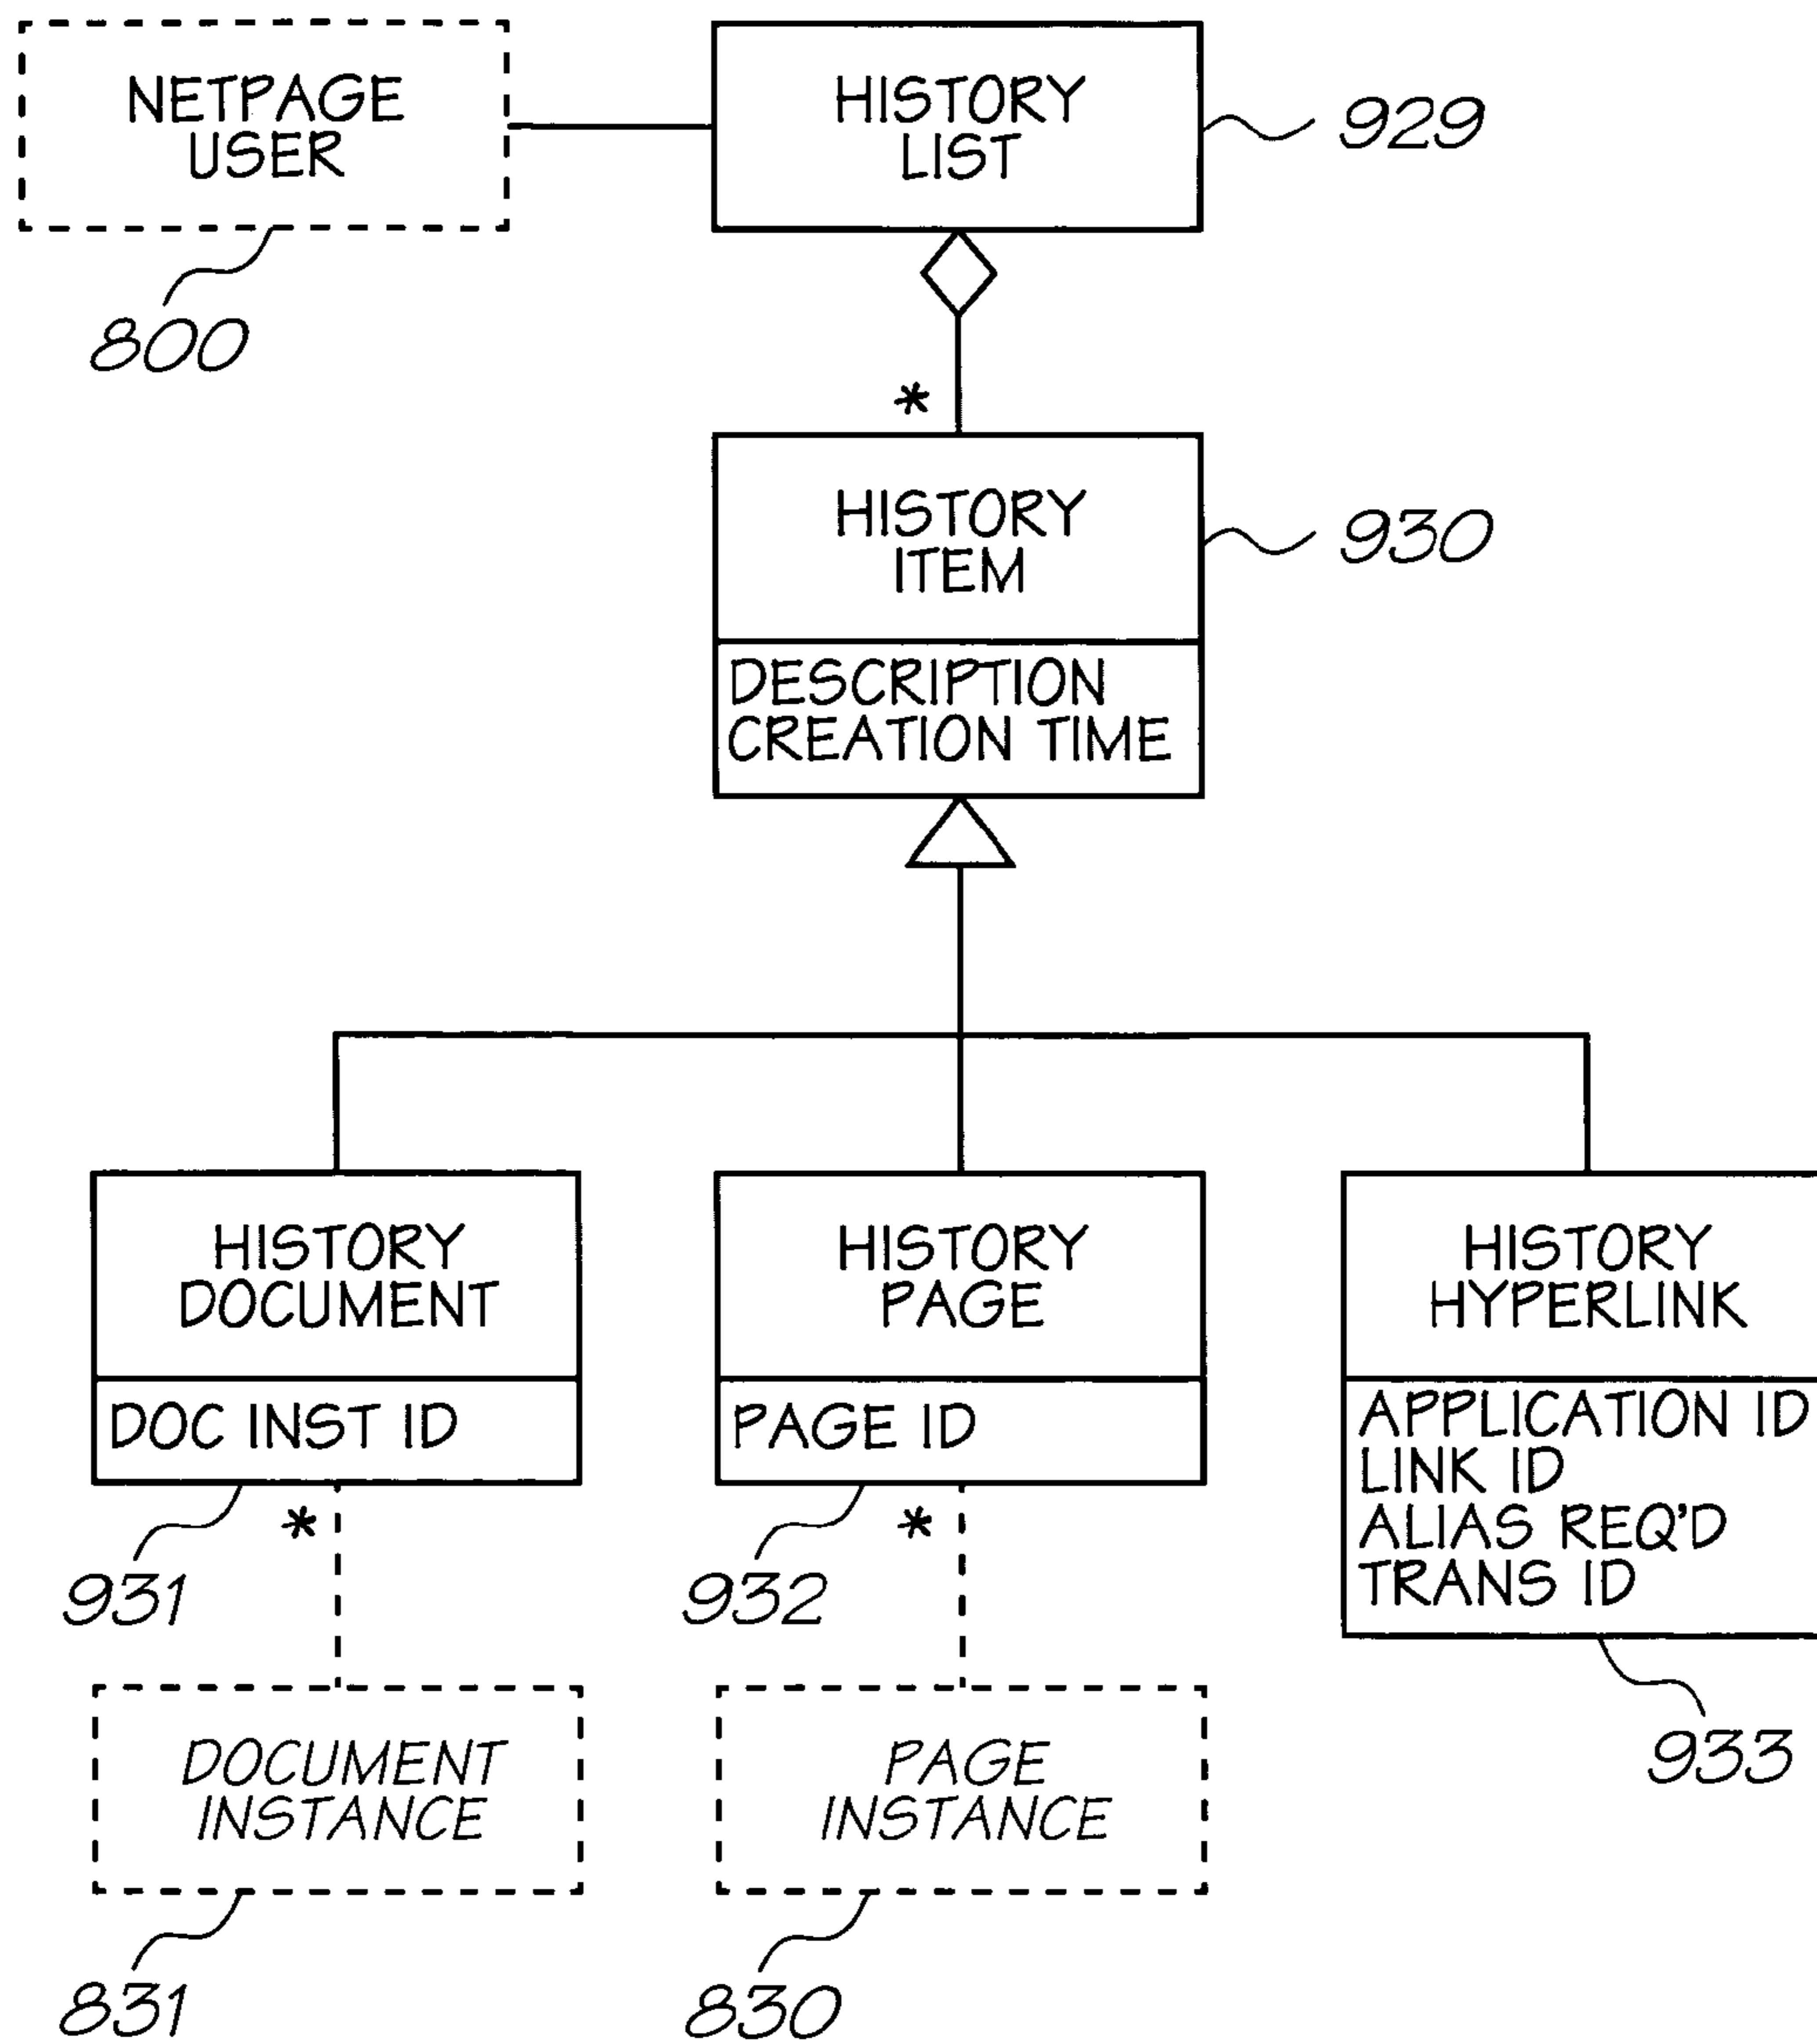 NETPAGE
USER
800
HISTORY
LIST
929
*
HISTORY
ITEM
930
DESCRIPTION
CREATION TIME
HISTORY
DOCUMENT
DOC INST ID
931
*
HISTORY
PAGE
PAGE ID
932
*
HISTORY
HYPERLINK
APPLICATION ID
LINK ID
ALIAS REQ'D
TRANS ID
933
DOCUMENT
INSTANCE
831
PAGE
INSTANCE
830